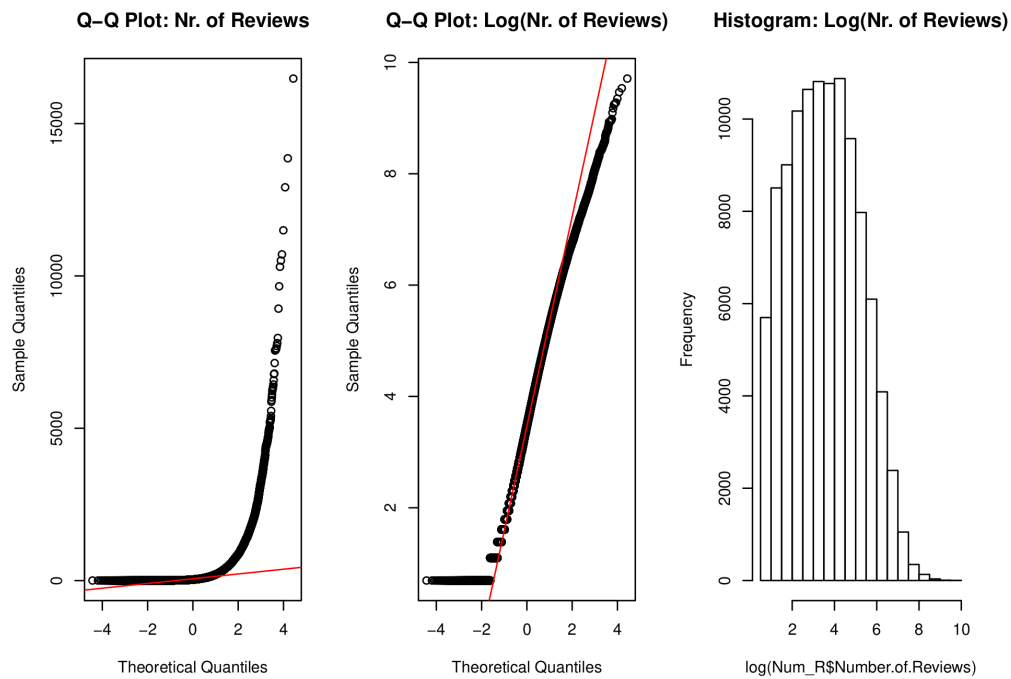 Q−Q Plot: Nr. of Reviews
Sample Quantiles
15000
10000
5000
0
−4 −2 0 2 4
Theoretical Quantiles
Q−Q Plot: Log(Nr. of Reviews)
Sample Quantiles
10
8
6
4
2
−4 −2 0 2 4
Theoretical Quantiles
Histogram: Log(Nr. of Reviews)
Frequency
10000
8000
6000
4000
2000
0
2 4 6 8 10
log(Num_R$Number.of.Reviews)